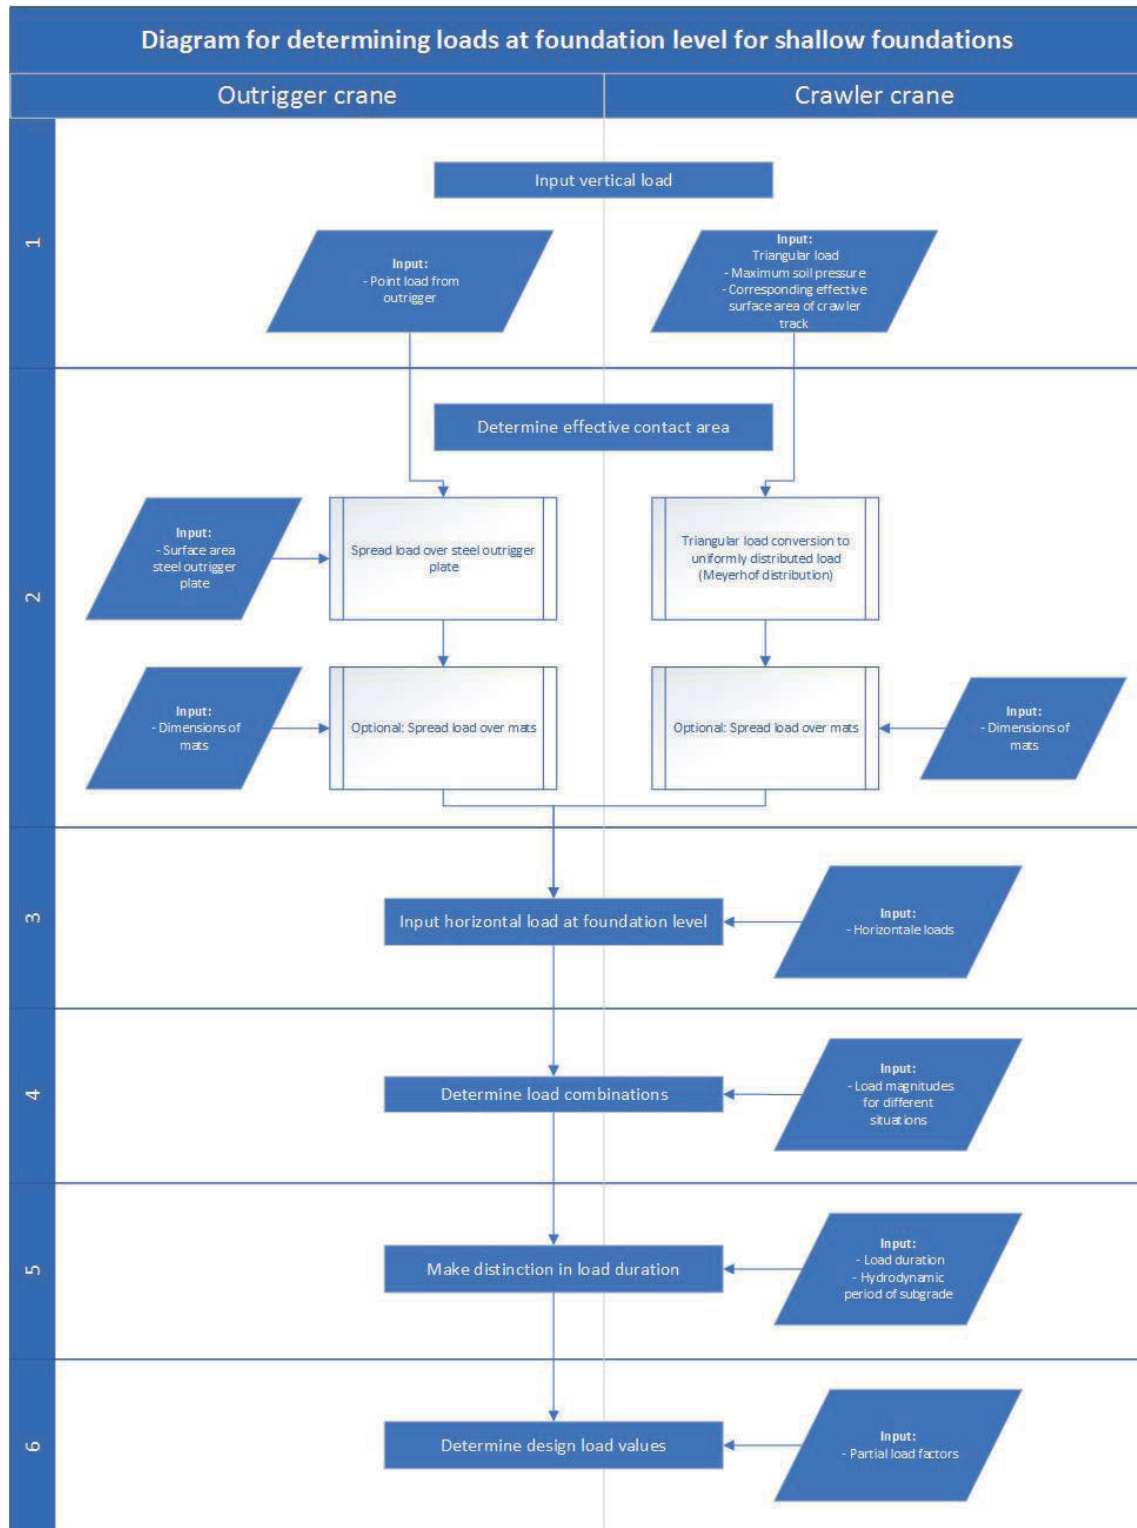 Diagram for determining loads at foundation level for shallow foundations
Outrigger crane
Crawler crane
1
Input vertical load
Input:
- Point load from
outrigger
Input:
Triangular load
- Maximum soil pressure
- Corresponding effective
surface area of crawler
track
2
Determine effective contact area
Input:
- Surface area
steel outrigger
plate
Spread load over steel outrigger
plate
Triangular load conversion to
uniformly distributed load
(Meyerhof distribution)
Input:
- Dimensions of
mats
Optional: Spread load over mats
Optional: Spread load over mats
Input:
- Dimensions of
mats
3
Input horizontal load at foundation level
Input:
- Horizontale loads
4
Determine load combinations
Input:
- Load magnitudes
for different
situations
5
Make distinction in load duration
Input:
- Load duration
- Hydrodynamic
period of subgrade
6
Determine design load values
Input:
- Partial load factors